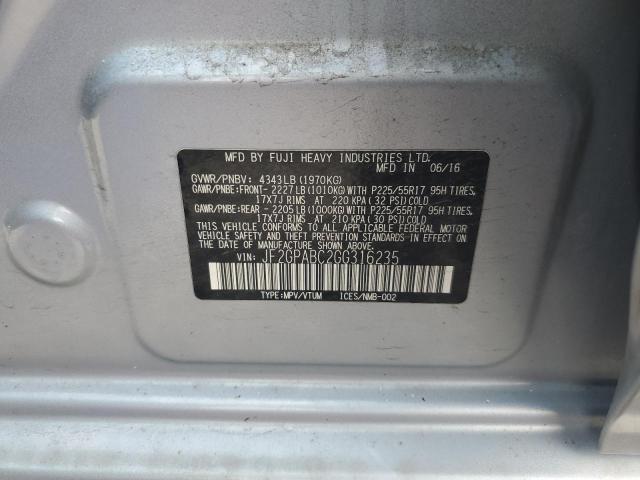 MFD BY FUJI HEAVY INDUSTRIES LTD.
MFD IN 06/16
GVWR/PNBV: 4343LB(1970KG)
GAWR/PNBE:FRONT- 2227LB(1010KG)WITH P225/55R17 95H TIRES,
17X7J RIMS AT 220 KPA(32 PSI)COLD
GAWR/PNBE:REAR - 2205LB(1000KG)WITH P225/55R17 95H TIRES,
17X7J RIMS AT 210 KPA(30 PSI)COLD
THIS VEHICLE CONFORMS TO ALL APPLICABLE
FEDERAL MOTOR VEHICLE SAFETY STANDARDS
IN EFFECT ON THE DATE OF MANUFACTURE
SHOWN ABOVE.
VIN: JF2GPABC2GG316235
TYPE:MPV/VTUM ICES/NMB-002